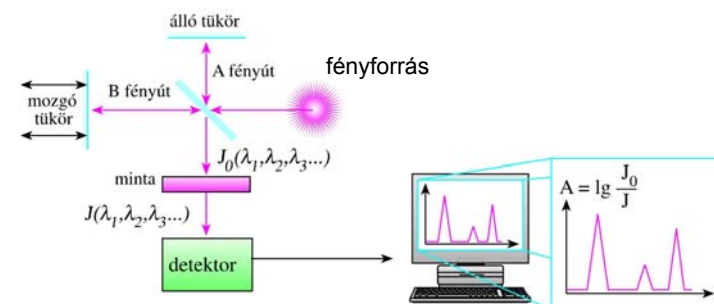 álló tükör
A fényút
fényforrás
B fényút
mozgó
tükör
J₀(λ₁,λ₂,λ₃...)
minta
J(λ₁,λ₂,λ₃...)
detektor
A = lg J₀/J